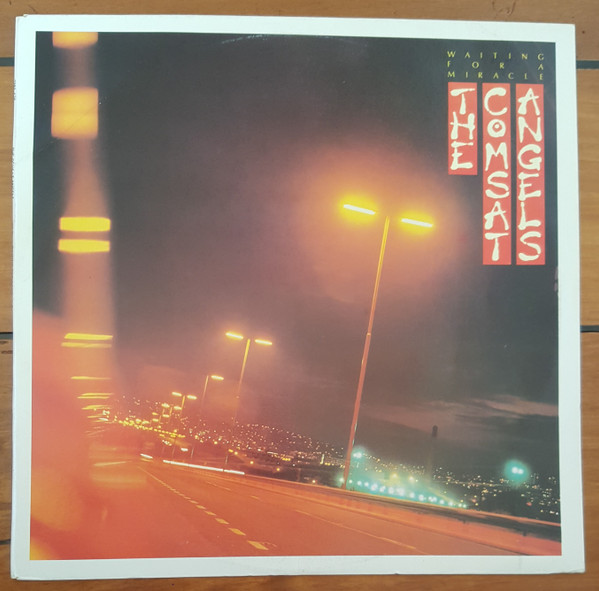 WAITING
FOR A
MIRACLE
THE
COMSAT
ANGELS